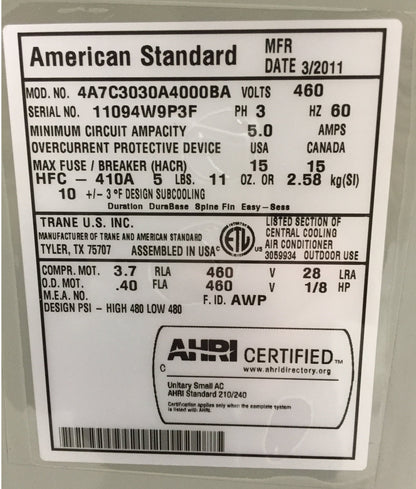 American Standard MFR
DATE 3/2011
MOD. NO. 4A7C3030A4000BA VOLTS 460
SERIAL NO. 11094W9P3F PH 3 HZ 60
MINIMUM CIRCUIT AMPACITY 5.0 AMPS
OVERCURRENT PROTECTIVE DEVICE USA CANADA
MAX FUSE / BREAKER (HACR) 15 15
HFC - 410A 5 LBS. 11 OZ. OR 2.58 kg(SI)
10 +/- 3 °F DESIGN SUBCOOLING
Duration DuraBase Spine Fin Easy-Sess
TRANE U.S. INC.
MANUFACTURER OF TRANE AND AMERICAN STANDARD
TYLER, TX 75707 ASSEMBLED IN USA
C ETL US
INTERTEK
LISTED SECTION OF
CENTRAL COOLING
AIR CONDITIONER
3059934 OUTDOOR USE
COMPR. MOT. 3.7 RLA 460 V 28 LRA
O.D. MOT. .40 FLA 460 V 1/8 HP
M.E.A. NO. F. ID. AWP
DESIGN PSI - HIGH 480 LOW 480
AHRI CERTIFIED™
www.ahridirectory.org
C
Unitary Small AC
AHRI Standard 210/240
Certification applies only when the complete system
is listed with AHRI.